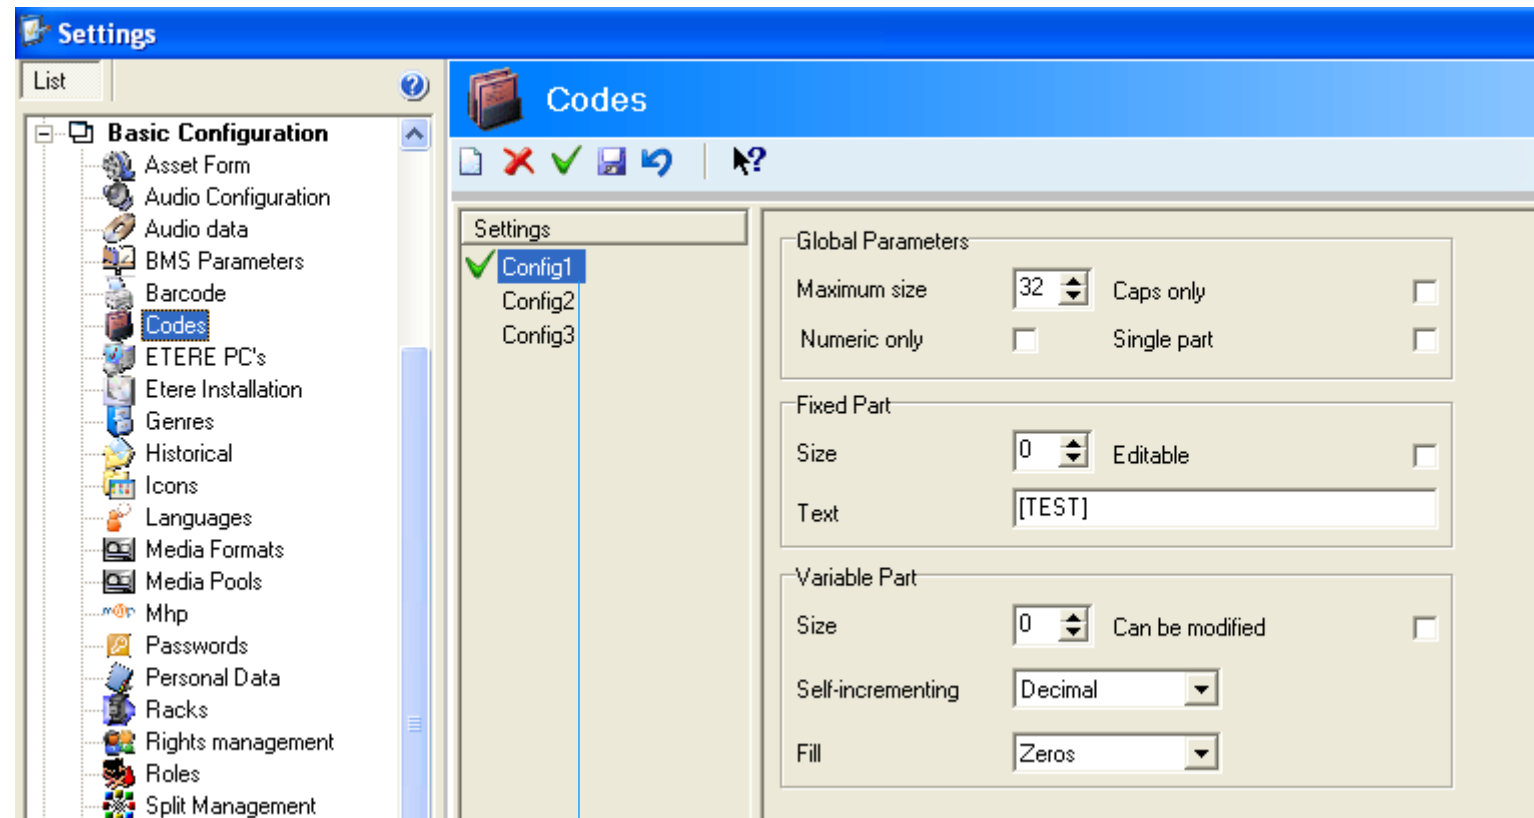 Settings
List
Basic Configuration
Asset Form
Audio Configuration
Audio data
BMS Parameters
Barcode
Codes
ETERE PC's
Etere Installation
Genres
Historical
Icons
Languages
Media Formats
Media Pools
Mhp
Passwords
Personal Data
Racks
Rights management
Roles
Split Management
Codes
Settings
Config1
Config2
Config3
Global Parameters
Maximum size 32 Caps only
Numeric only Single part
Fixed Part
Size 0 Editable
Text [TEST]
Variable Part
Size 0 Can be modified
Self-incrementing Decimal
Fill Zeros